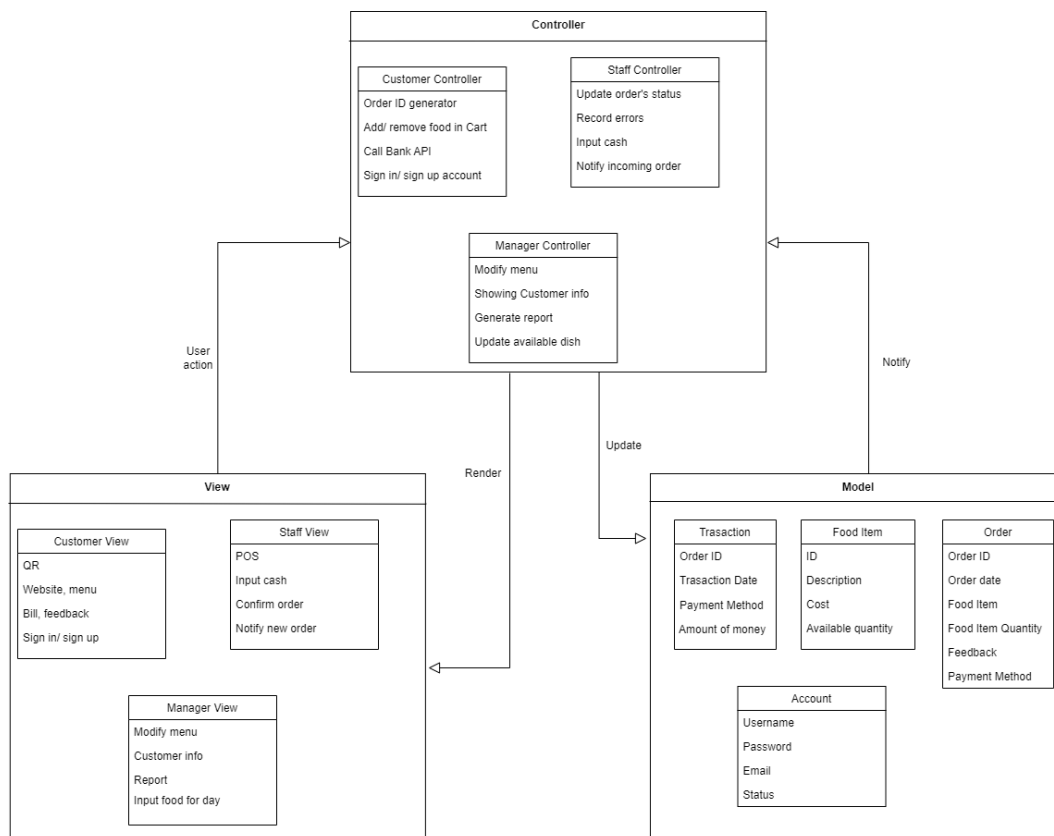 Controller
Customer Controller
Order ID generator
Add/ remove food in Cart
Call Bank API
Sign in/ sign up account
Staff Controller
Update order's status
Record errors
Input cash
Notify incoming order
Manager Controller
Modify menu
Showing Customer info
Generate report
Update available dish
User
action
Render
Update
Notify
View
Customer View
QR
Website, menu
Bill, feedback
Sign in/ sign up
Staff View
POS
Input cash
Confirm order
Notify new order
Manager View
Modify menu
Customer info
Report
Input food for day
Model
Trasaction
Order ID
Trasaction Date
Payment Method
Amount of money
Food Item
ID
Description
Cost
Available quantity
Order
Order ID
Order date
Food Item
Food Item Quantity
Feedback
Payment Method
Account
Username
Password
Email
Status